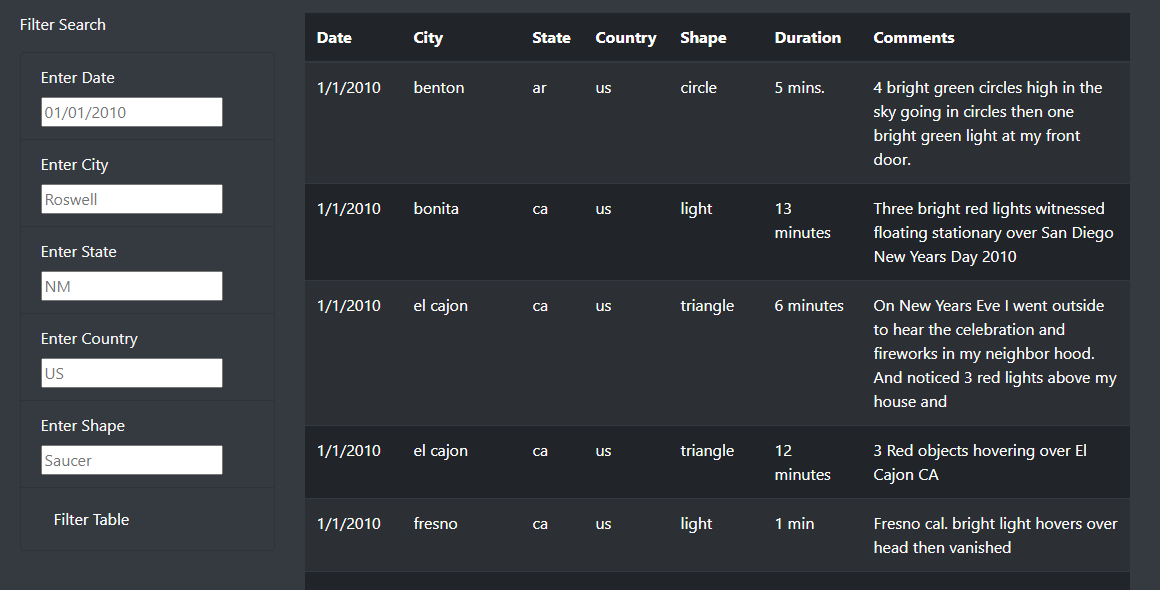 Filter Search
Enter Date
01/01/2010
Enter City
Roswell
Enter State
NM
Enter Country
US
Enter Shape
Saucer
Filter Table
Date City State Country Shape Duration Comments
1/1/2010 benton ar us circle 5 mins. 4 bright green circles high in the
sky going in circles then one
bright green light at my front
door.
1/1/2010 bonita ca us light 13 Three bright red lights witnessed
minutes floating stationary over San Diego
New Years Day 2010
1/1/2010 el cajon ca us triangle 6 minutes On New Years Eve I went outside
to hear the celebration and
fireworks in my neighbor hood.
And noticed 3 red lights above my
house and
1/1/2010 el cajon ca us triangle 12 3 Red objects hovering over El
minutes Cajon CA
1/1/2010 fresno ca us light 1 min Fresno cal. bright light hovers over
head then vanished